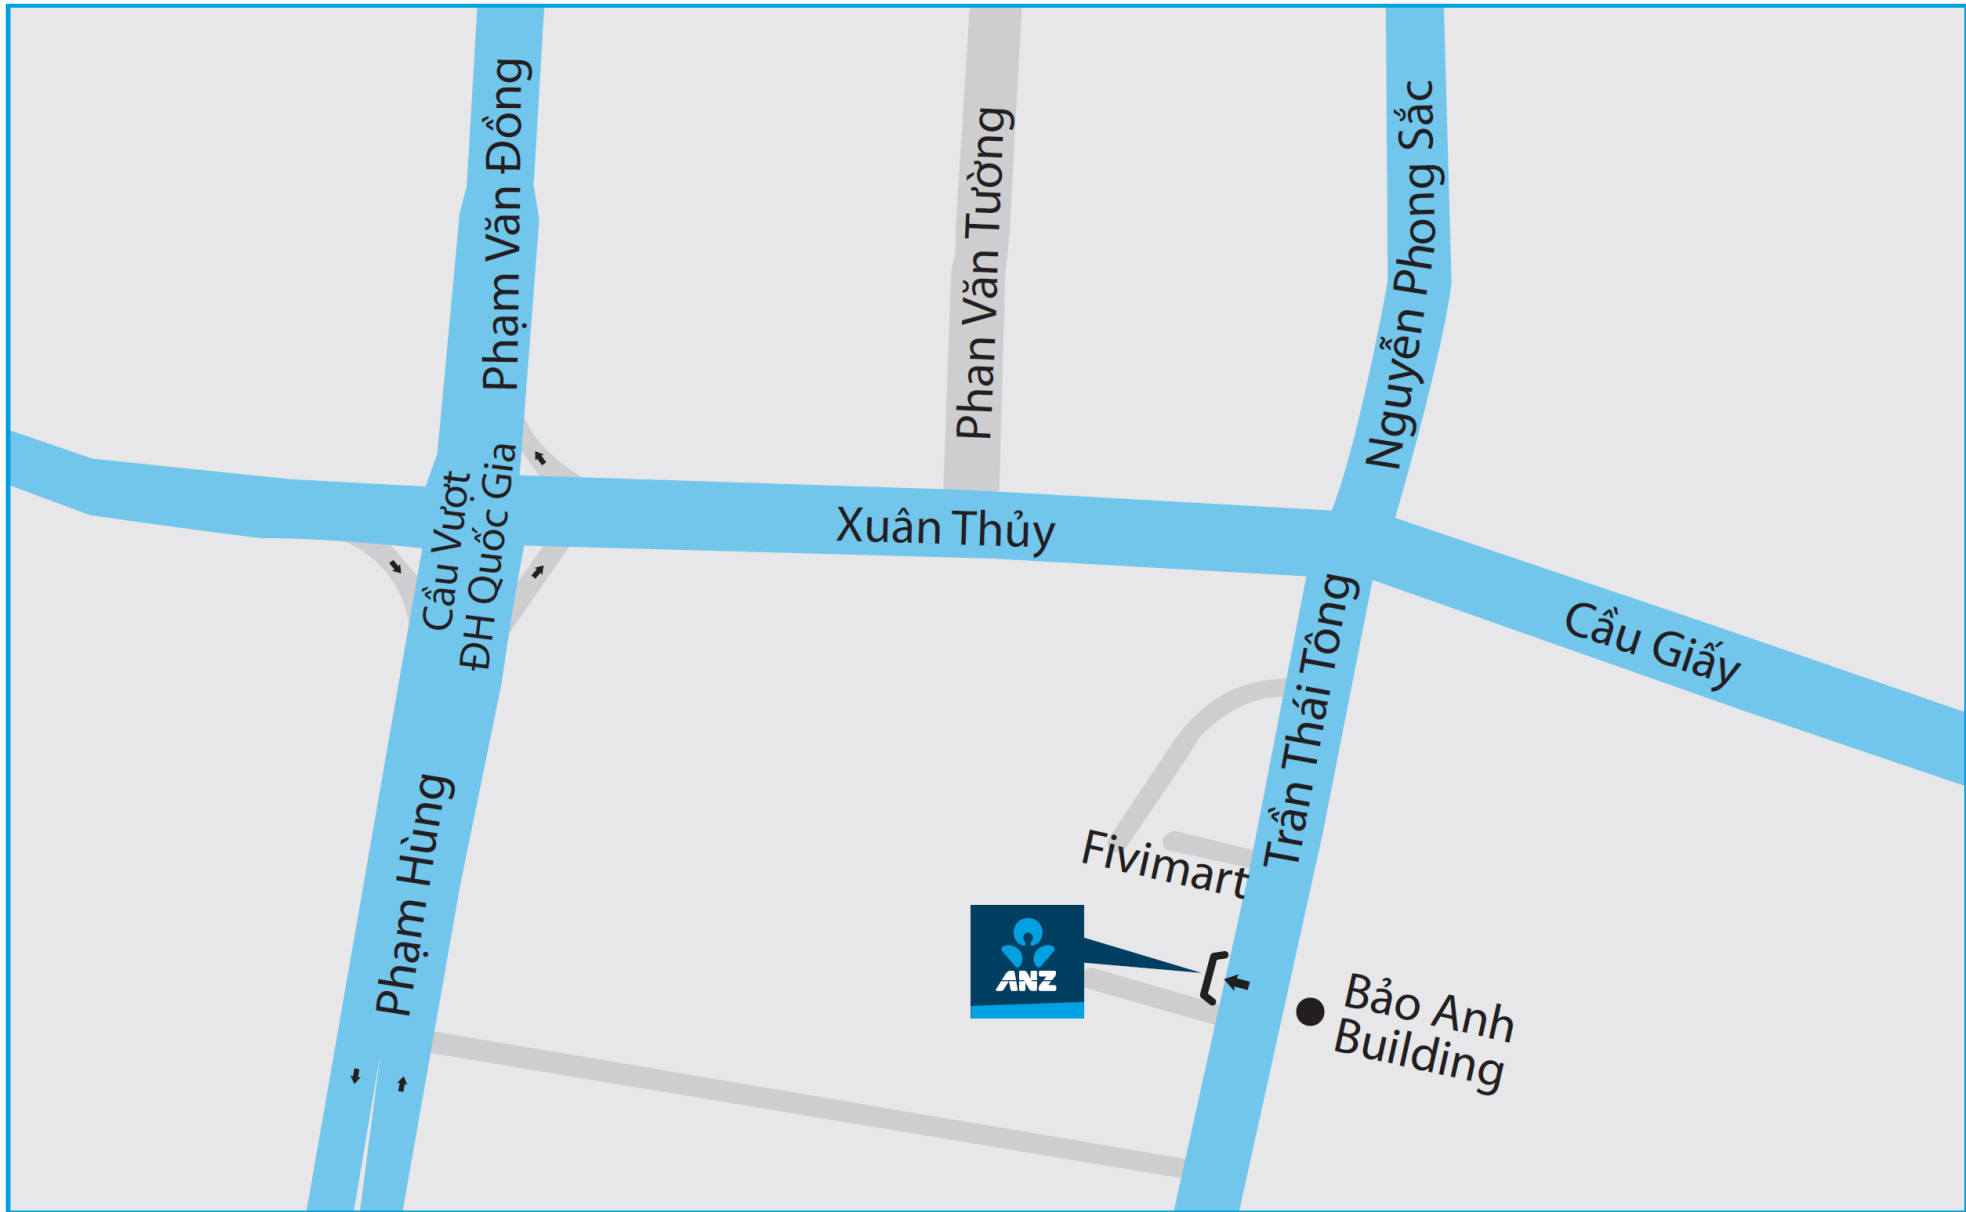 Phạm Văn Đồng
Phan Văn Tường
Nguyễn Phong Sắc
Cầu Vượt
ĐH Quốc Gia
Xuân Thủy
Cầu Giấy
Trần Thái Tông
Phạm Hùng
Fivimart
ANZ
Bảo Anh
Building